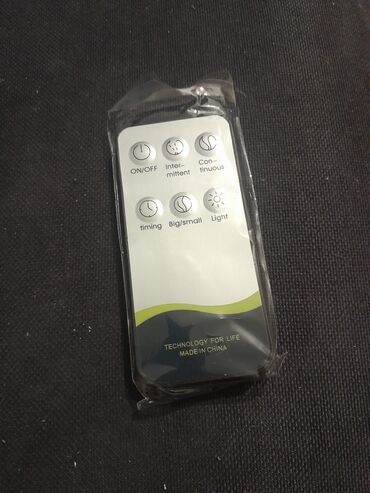 ON/OFF Inter-mittent Con-tinuous
timing Big/small Light
TECHNOLOGY FOR LIFE
MADE IN CHINA